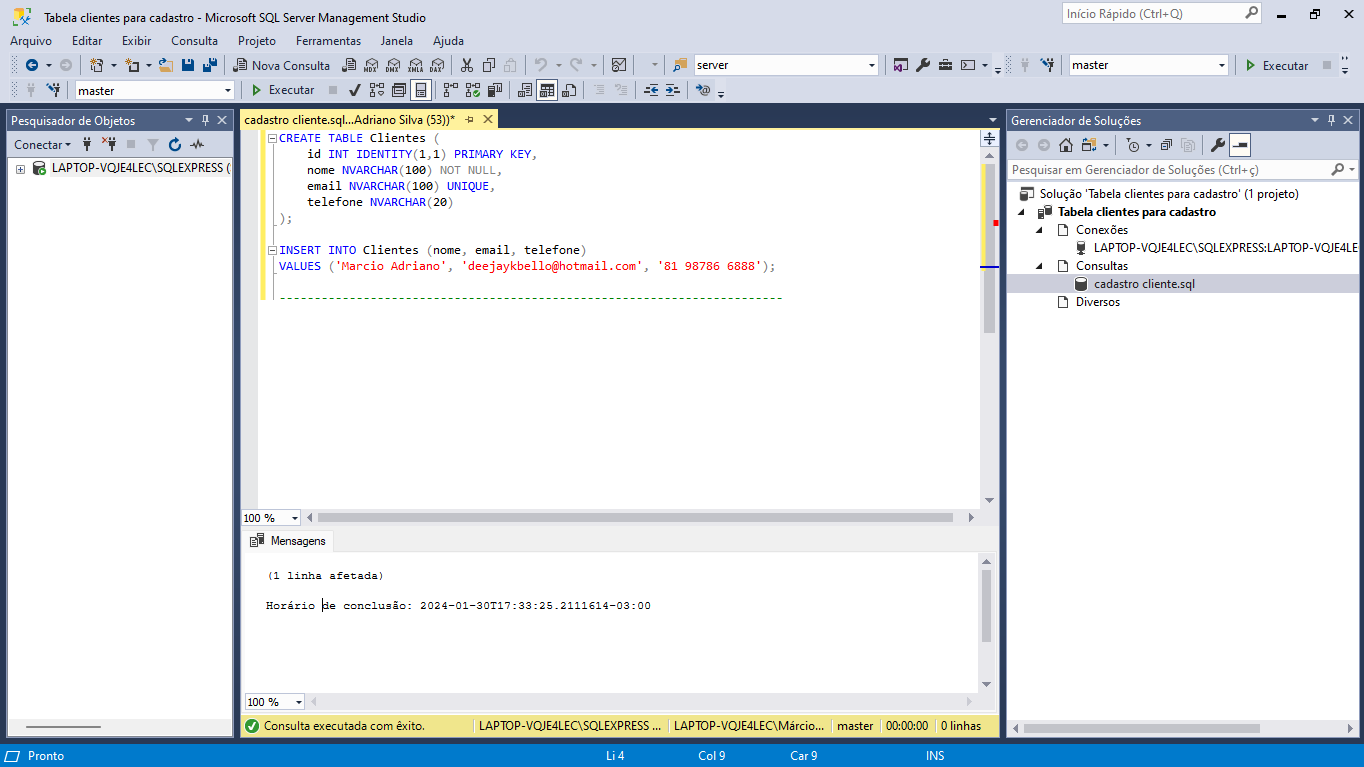 Tabela clientes para cadastro - Microsoft SQL Server Management Studio
Início Rápido (Ctrl+Q)
Arquivo Editar Exibir Consulta Projeto Ferramentas Janela Ajuda
Nova Consulta MDX DMX XMLA DAX server master Executar
master Executar
Pesquisador de Objetos
Conectar
LAPTOP-VQJE4LEC\SQLEXPRESS (
cadastro cliente.sql...Adriano Silva (53))*
CREATE TABLE Clientes (
id INT IDENTITY(1,1) PRIMARY KEY,
nome NVARCHAR(100) NOT NULL,
email NVARCHAR(100) UNIQUE,
telefone NVARCHAR(20)
);
INSERT INTO Clientes (nome, email, telefone)
VALUES ('Marcio Adriano', 'deejaykbello@hotmail.com', '81 98786 6888');
------------------------------------------------------------------------
100 %
Mensagens
(1 linha afetada)
Horário de conclusão: 2024-01-30T17:33:25.2111614-03:00
100 %
Consulta executada com êxito. LAPTOP-VQJE4LEC\SQLEXPRESS ... LAPTOP-VQJE4LEC\Márcio... master 00:00:00 0 linhas
Gerenciador de Soluções
Pesquisar em Gerenciador de Soluções (Ctrl+ç)
Solução 'Tabela clientes para cadastro' (1 projeto)
Tabela clientes para cadastro
Conexões
LAPTOP-VQJE4LEC\SQLEXPRESS:LAPTOP-VQJE4LE
Consultas
cadastro cliente.sql
Diversos
Pronto Li 4 Col 9 Car 9 INS